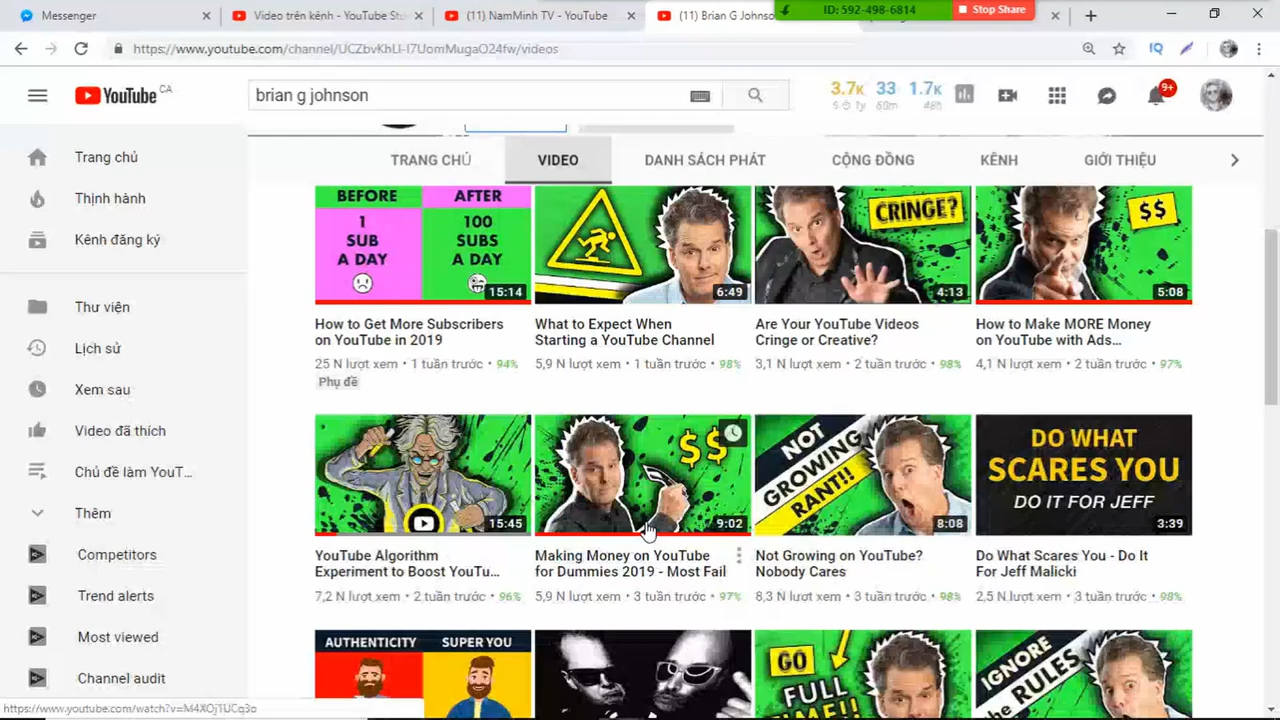 Messenger
Video trên kênh - YouTube Stu
(11) NamMinh TV - YouTube
(11) Brian G Johnso
ID: 592-498-6814
Stop Share
https://www.youtube.com/channel/UCZbvKhLI-I7UomMugaO24fw/videos
IQ
YouTube CA
brian g johnson
3.7K 33 1.7K
1y 60m 48h
9+
Trang chủ
Thịnh hành
Kênh đăng ký
Thư viện
Lịch sử
Xem sau
Video đã thích
Chủ đề làm YouT...
Thêm
Competitors
Trend alerts
Most viewed
Channel audit
TRANG CHỦ VIDEO DANH SÁCH PHÁT CỘNG ĐỒNG KÊNH GIỚI THIỆU
BEFORE AFTER
1 SUB A DAY
100 SUBS A DAY
15:14
6:49
CRINGE?
4:13
$$
5:08
How to Get More Subscribers
on YouTube in 2019
25 N lượt xem • 1 tuần trước • 94%
Phụ đề
What to Expect When
Starting a YouTube Channel
5,9 N lượt xem • 1 tuần trước • 98%
Are Your YouTube Videos
Cringe or Creative?
3,1 N lượt xem • 2 tuần trước • 98%
How to Make MORE Money
on YouTube with Ads...
4,1 N lượt xem • 2 tuần trước • 97%
15:45
$$
9:02
NOT
GROWING
RANT!!
8:08
DO WHAT
SCARES YOU
DO IT FOR JEFF
3:39
YouTube Algorithm
Experiment to Boost YouTu...
7,2 N lượt xem • 2 tuần trước • 96%
Making Money on YouTube
for Dummies 2019 - Most Fail
5,9 N lượt xem • 3 tuần trước • 97%
Not Growing on YouTube?
Nobody Cares
8,3 N lượt xem • 3 tuần trước • 98%
Do What Scares You - Do It
For Jeff Malicki
2,5 N lượt xem • 3 tuần trước • 98%
AUTHENTICITY SUPER YOU
GO
FULL
TIME!!
IGNORE
the RULES
https://www.youtube.com/watch?v=M4XOj1UCq3o